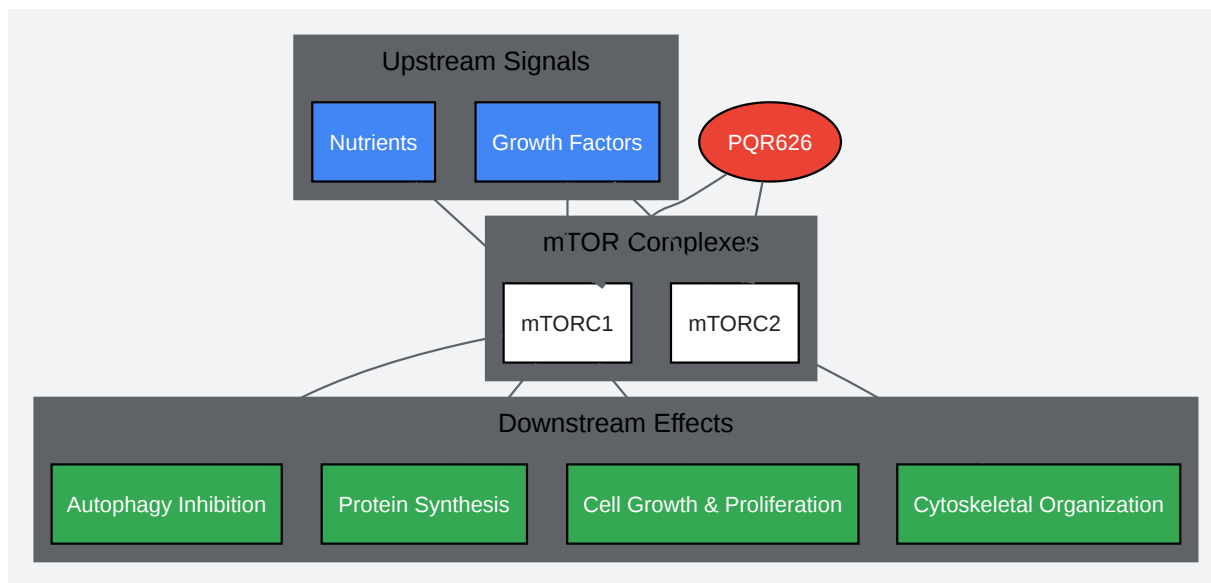 Upstream Signals
Nutrients
Growth Factors
PQR626
mTOR Complexes
mTORC1
mTORC2
Downstream Effects
Autophagy Inhibition
Protein Synthesis
Cell Growth & Proliferation
Cytoskeletal Organization